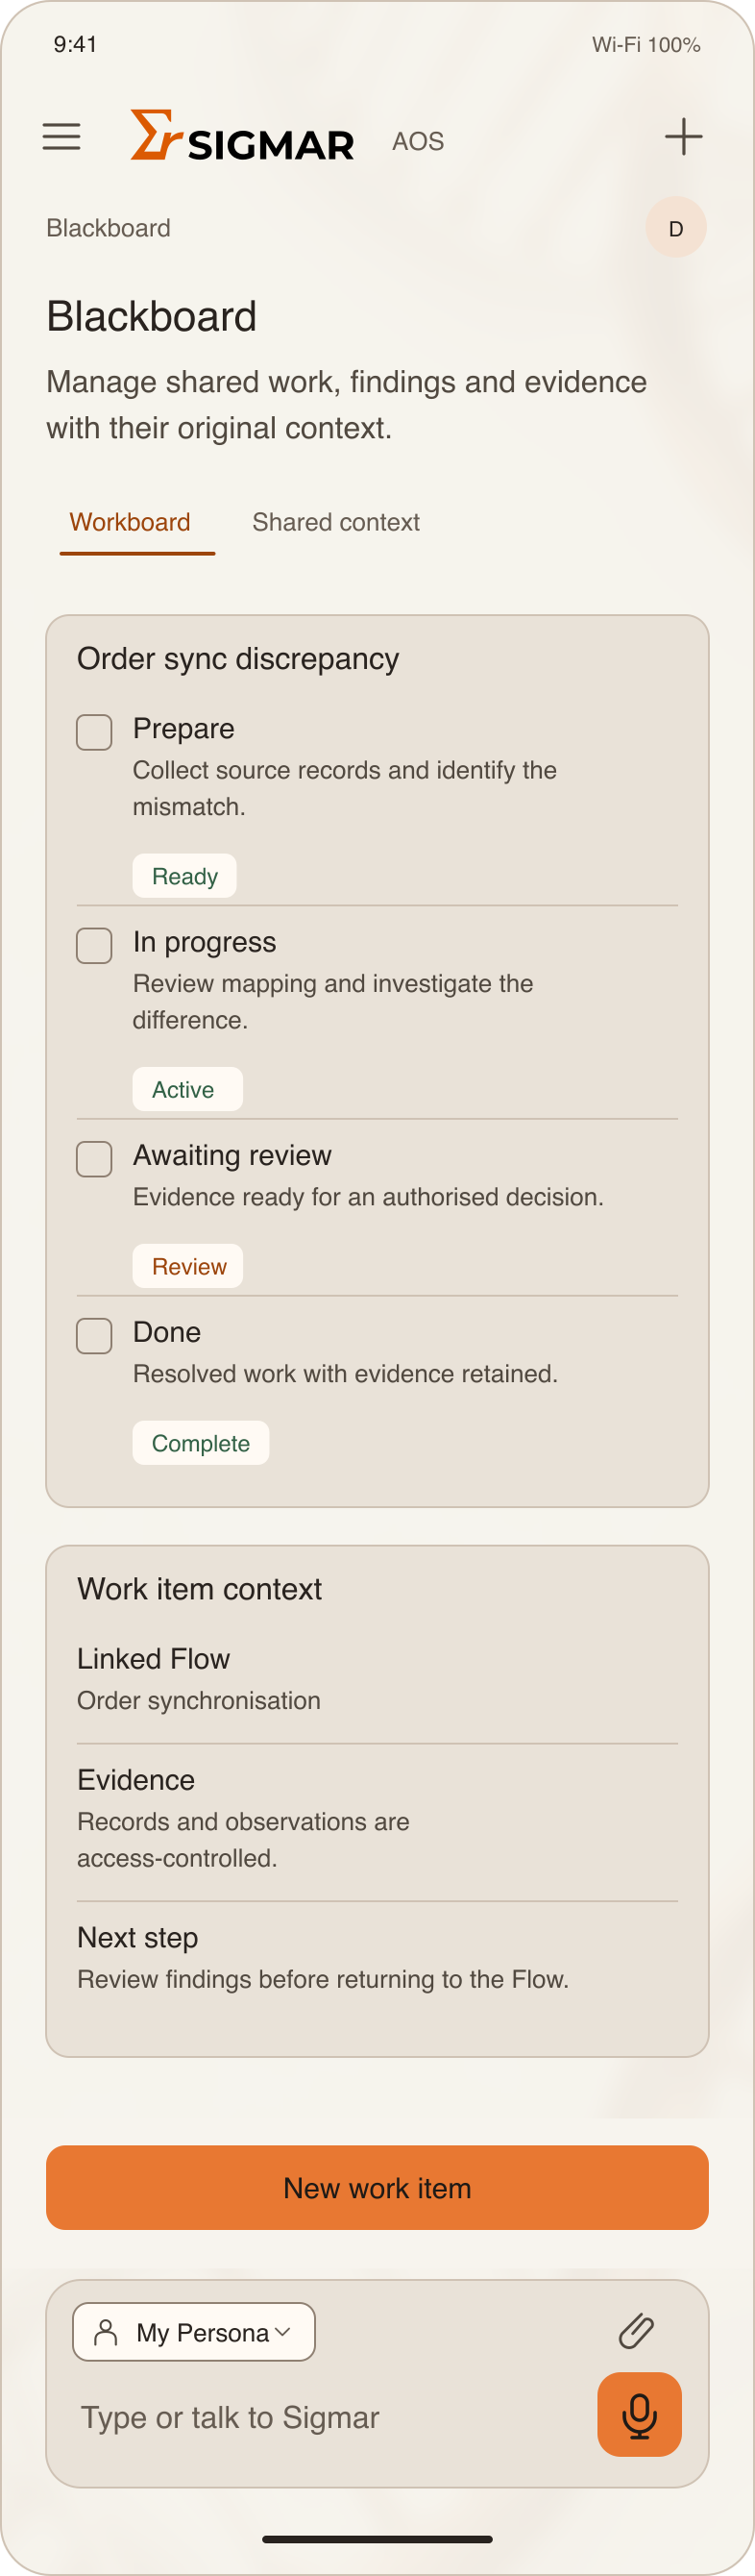 9:41
Wi-Fi 100%
Σr SIGMAR AOS
Blackboard
D
Blackboard
Manage shared work, findings and evidence
with their original context.
Workboard
Shared context
Order sync discrepancy
Prepare
Collect source records and identify the
mismatch.
Ready
In progress
Review mapping and investigate the
difference.
Active
Awaiting review
Evidence ready for an authorised decision.
Review
Done
Resolved work with evidence retained.
Complete
Work item context
Linked Flow
Order synchronisation
Evidence
Records and observations are
access-controlled.
Next step
Review findings before returning to the Flow.
New work item
My Persona
Type or talk to Sigmar